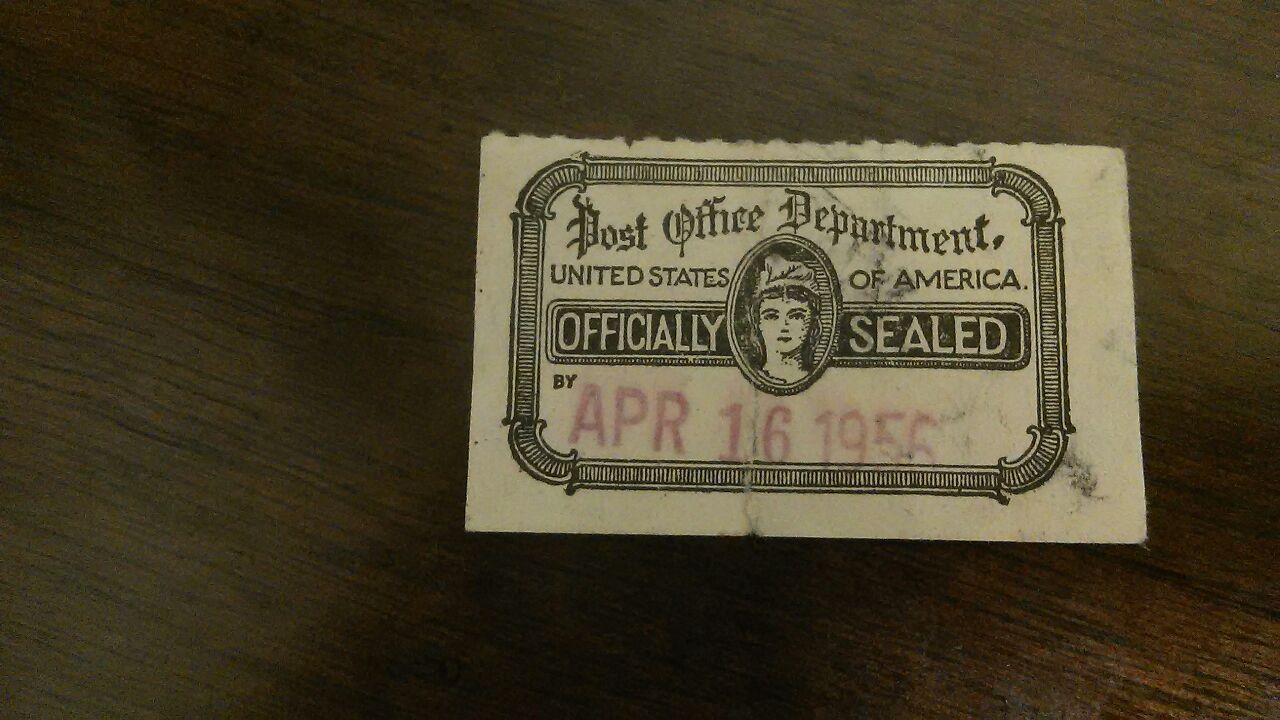 Post Office Department,
UNITED STATES OF AMERICA.
OFFICIALLY SEALED
BY
APR 16 1956